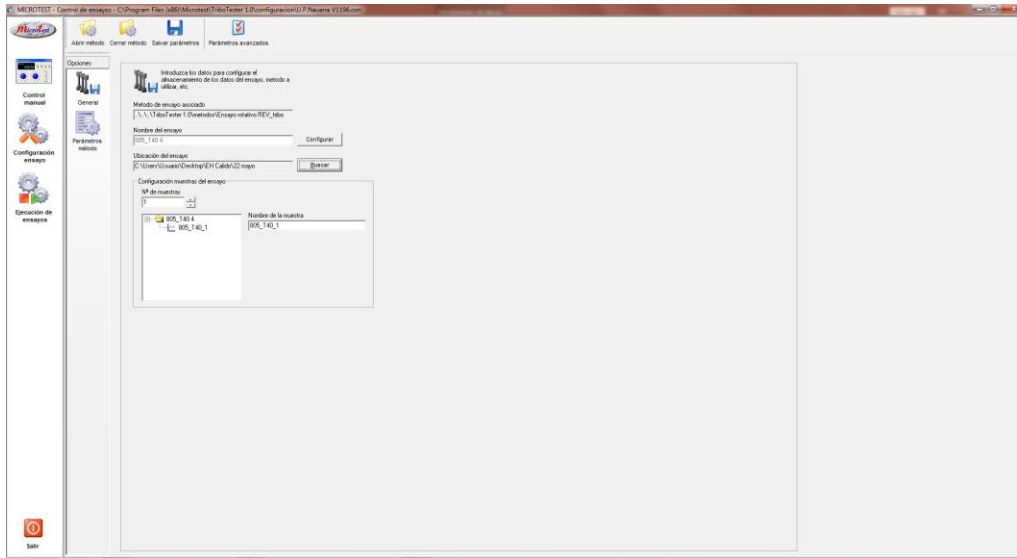 MICROTEST - Control de ensayos - C:\Program Files (x86)\Microtest\TriboTester 1.0\configuracion\U.P.Navarra V1196.con
MicroTest
Abrir método
Cerrar método
Salvar parámetros
Parámetros avanzados
Opciones
Control
manual
Configuración
ensayo
Ejecución de
ensayos
Salir
General
Parámetros
método
Introduzca los datos para configurar el
almacenamiento de los datos del ensayo, metodo a
utilizar, etc.
Metodo de ensayo asociado
..\..\..\TriboTester 1.0\metodos\Ensayo rotativo REV_.tribo
Nombre del ensayo
805_T40 4
Configurar
Ubicación del ensayo
C:\Users\Usuario\Desktop\EH Calido\22 mayo
Buscar
Configuración muestras del ensayo
Nª de muestras
1
805_T40 4
805_T40_1
Nombre de la muestra
805_T40_1